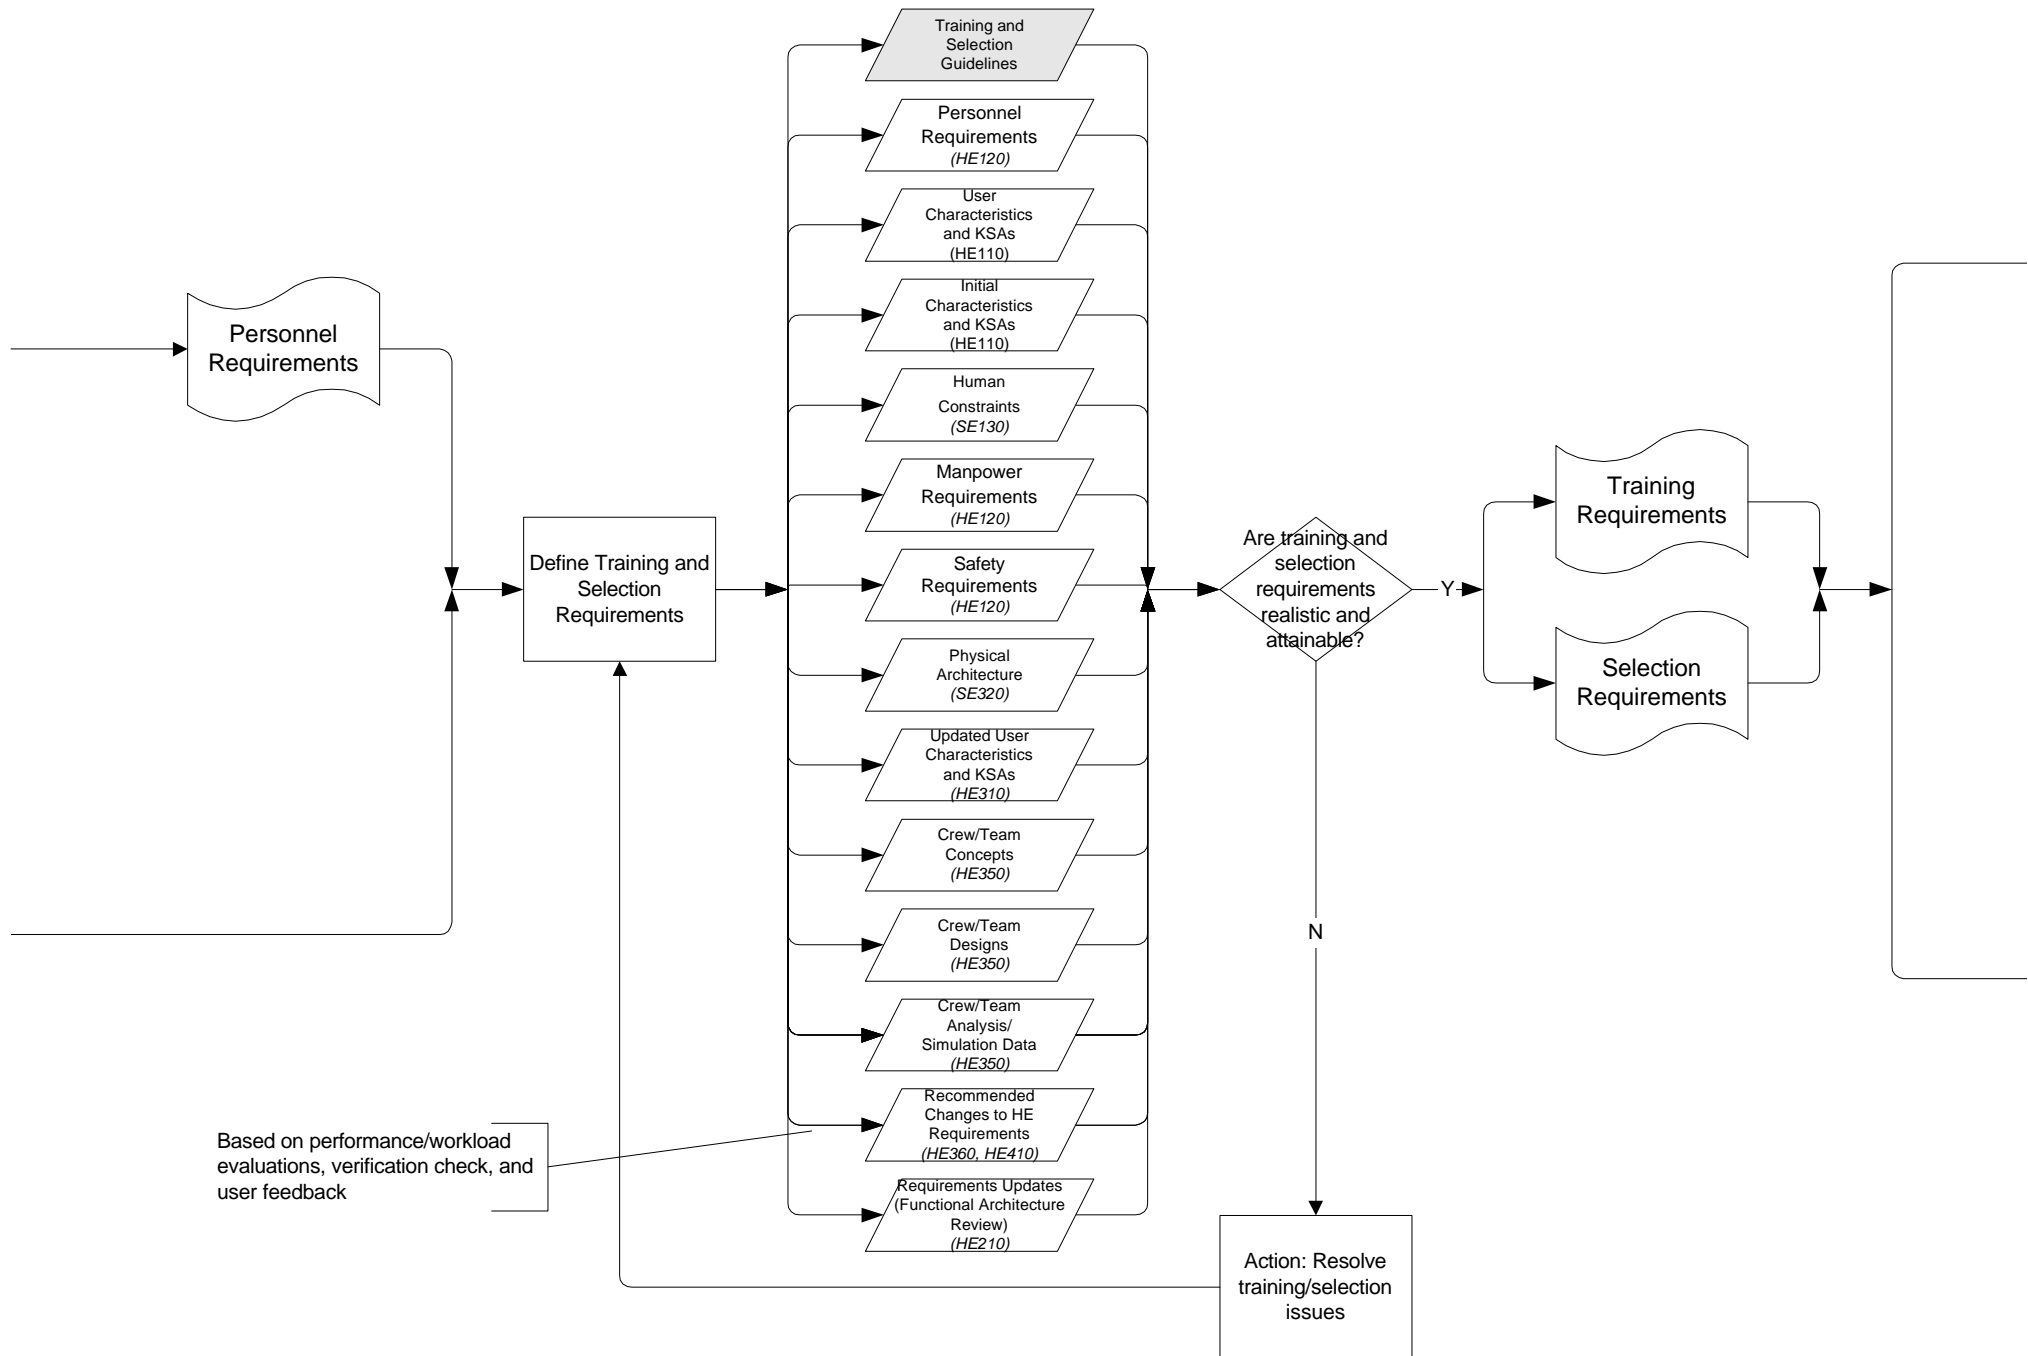 Training and
Selection
Guidelines
Personnel
Requirements
(HE120)
User
Characteristics
and KSAs
(HE110)
Initial
Characteristics
and KSAs
(HE110)
Human
Constraints
(SE130)
Manpower
Requirements
(HE120)
Safety
Requirements
(HE120)
Physical
Architecture
(SE320)
Updated User
Characteristics
and KSAs
(HE310)
Crew/Team
Concepts
(HE350)
Crew/Team
Designs
(HE350)
Crew/Team
Analysis/
Simulation Data
(HE350)
Recommended
Changes to HE
Requirements
(HE360, HE410)
Requirements Updates
(Functional Architecture
Review)
(HE210)
Personnel
Requirements
Define Training and
Selection
Requirements
Based on performance/workload
evaluations, verification check, and
user feedback
Are training and
selection
requirements
realistic and
attainable?
Y
N
Training
Requirements
Selection
Requirements
Action: Resolve
training/selection
issues